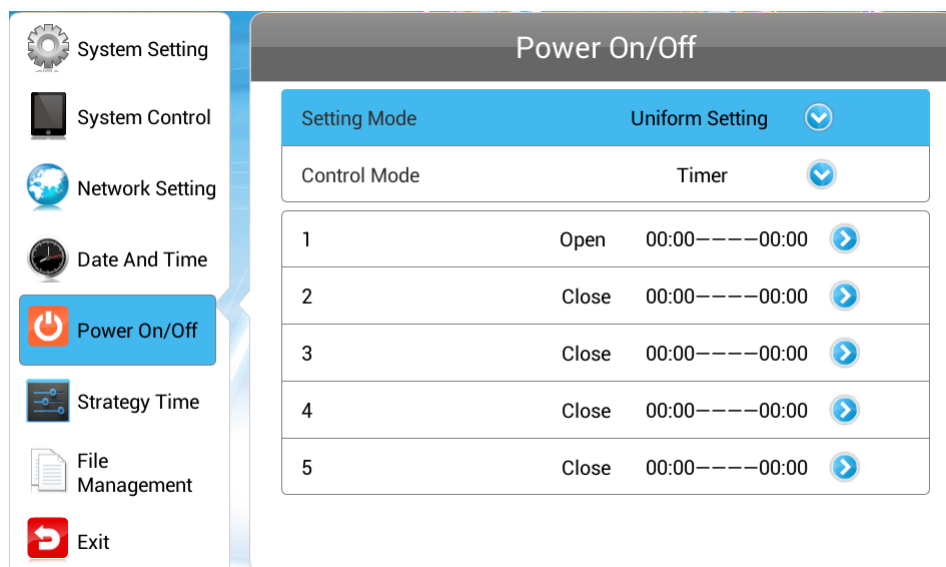 System Setting
System Control
Network Setting
Date And Time
Power On/Off
Strategy Time
File
Management
Exit
Power On/Off
Setting Mode Uniform Setting
Control Mode Timer
1 Open 00:00————00:00
2 Close 00:00————00:00
3 Close 00:00————00:00
4 Close 00:00————00:00
5 Close 00:00————00:00